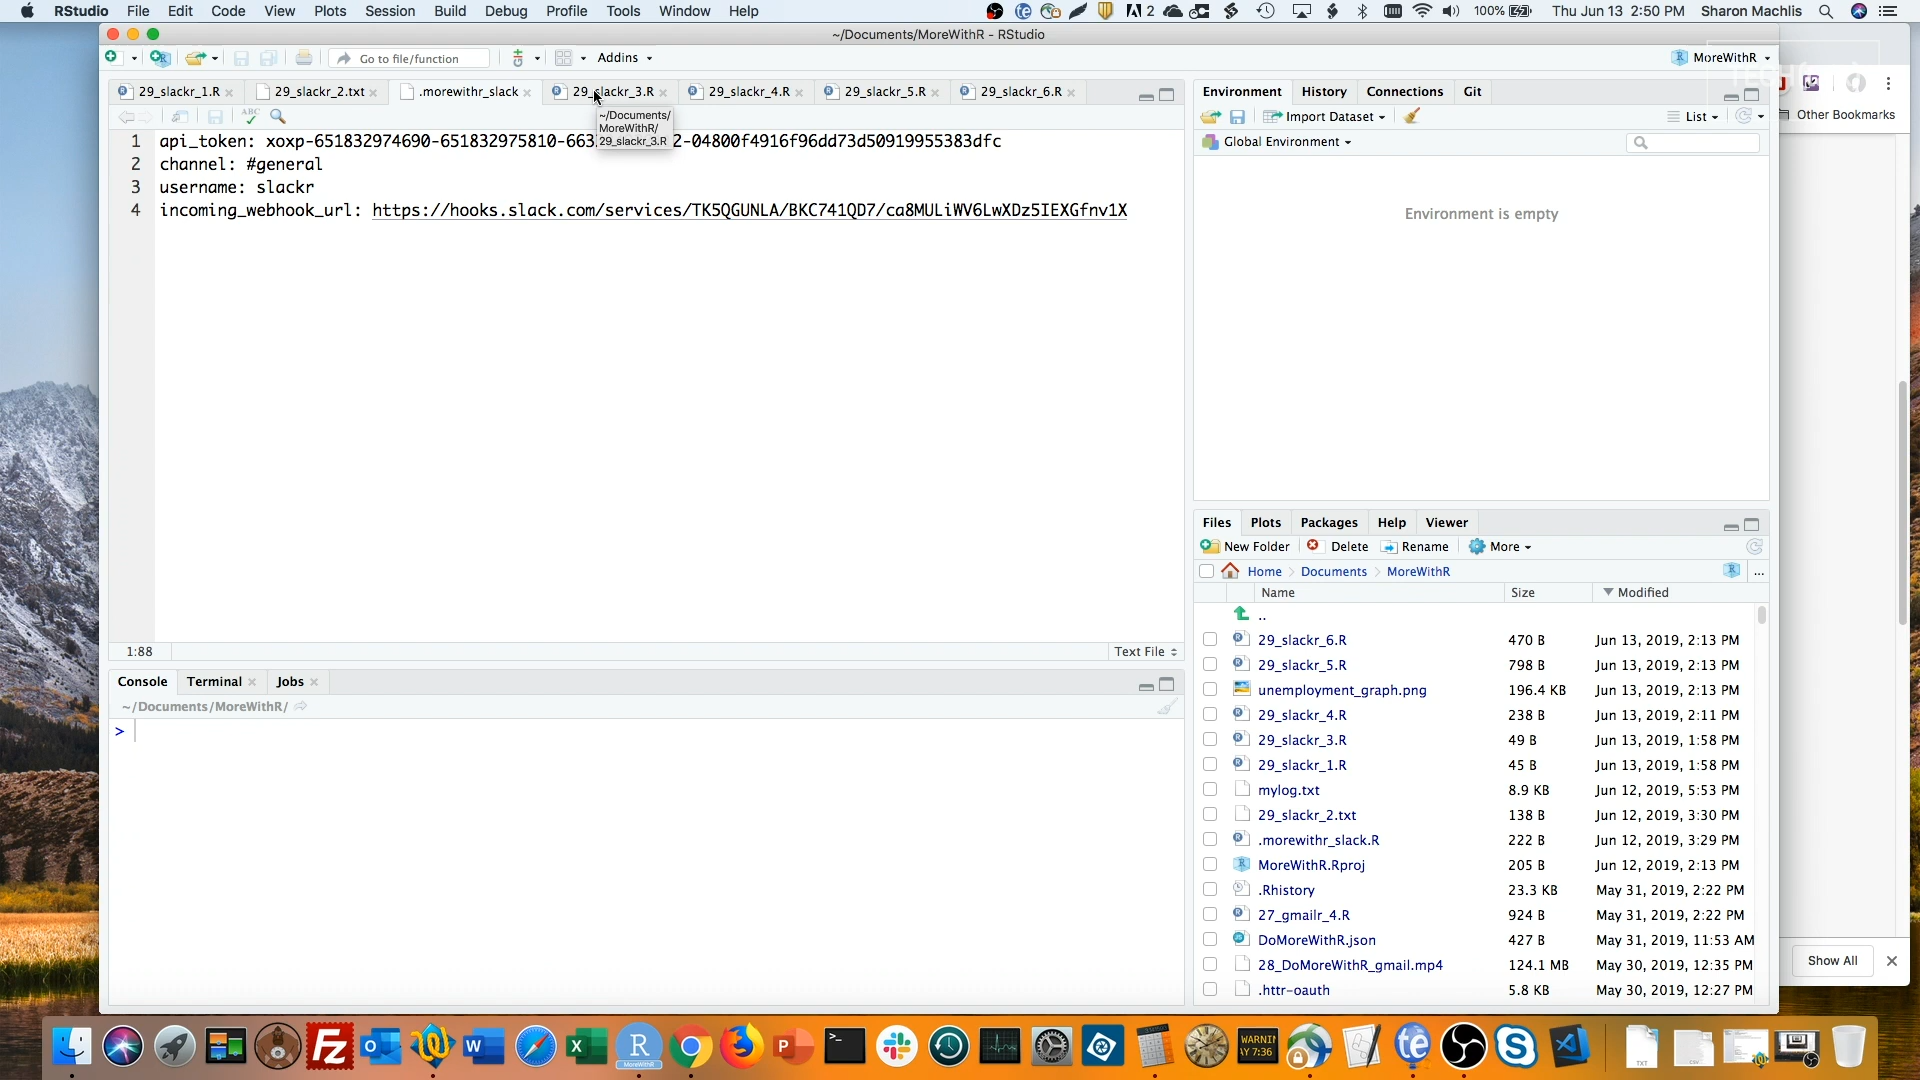 RStudio File Edit Code View Plots Session Build Debug Profile Tools Window Help 2 100% Thu Jun 13 2:50 PM Sharon Machlis
~/Documents/MoreWithR - RStudio
Go to file/function Addins MoreWithR
29_slackr_1.R 29_slackr_2.txt .morewithr_slack 29_slackr_3.R 29_slackr_4.R 29_slackr_5.R 29_slackr_6.R
ABC
~/Documents/
MoreWithR/
29_slackr_3.R
1 api_token: xoxp-651832974690-651832975810-663 2-04800f4916f96dd73d50919955383dfc
2 channel: #general
3 username: slackr
4 incoming_webhook_url: https://hooks.slack.com/services/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X
1:88 Text File
Console Terminal Jobs
~/Documents/MoreWithR/
>
Environment History Connections Git
Import Dataset List
Global Environment
Environment is empty
Other Bookmarks
Files Plots Packages Help Viewer
New Folder Delete Rename More
Home Documents MoreWithR ...
Name Size Modified
..
29_slackr_6.R 470 B Jun 13, 2019, 2:13 PM
29_slackr_5.R 798 B Jun 13, 2019, 2:13 PM
unemployment_graph.png 196.4 KB Jun 13, 2019, 2:13 PM
29_slackr_4.R 238 B Jun 13, 2019, 2:11 PM
29_slackr_3.R 49 B Jun 13, 2019, 1:58 PM
29_slackr_1.R 45 B Jun 13, 2019, 1:58 PM
mylog.txt 8.9 KB Jun 12, 2019, 5:53 PM
29_slackr_2.txt 138 B Jun 12, 2019, 3:30 PM
.morewithr_slack.R 222 B Jun 12, 2019, 3:29 PM
MoreWithR.Rproj 205 B Jun 12, 2019, 2:13 PM
.Rhistory 23.3 KB May 31, 2019, 2:22 PM
27_gmailr_4.R 924 B May 31, 2019, 2:22 PM
DoMoreWithR.json 427 B May 31, 2019, 11:53 AM
28_DoMoreWithR_gmail.mp4 124.1 MB May 30, 2019, 12:35 PM
.httr-oauth 5.8 KB May 30, 2019, 12:27 PM
Show All
WARNIN
AY 7:36
MoreWithR
TXT
CSV